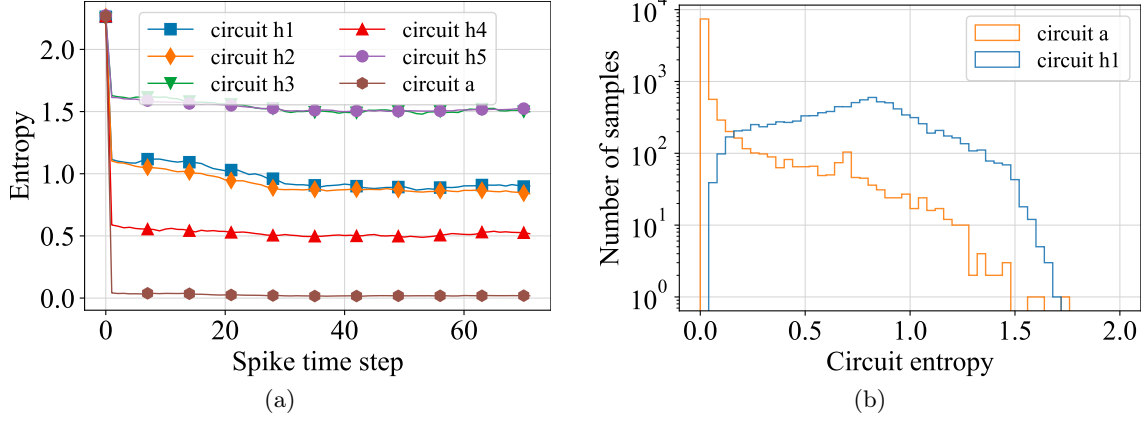 circuit h1
circuit h2
circuit h3
circuit h4
circuit h5
circuit a
Entropy
2.0
1.5
1.0
0.5
0.0
0 20 40 60
Spike time step
(a)
circuit a
circuit h1
Number of samples
10^4
10^3
10^2
10^1
10^0
0.0 0.5 1.0 1.5 2.0
Circuit entropy
(b)